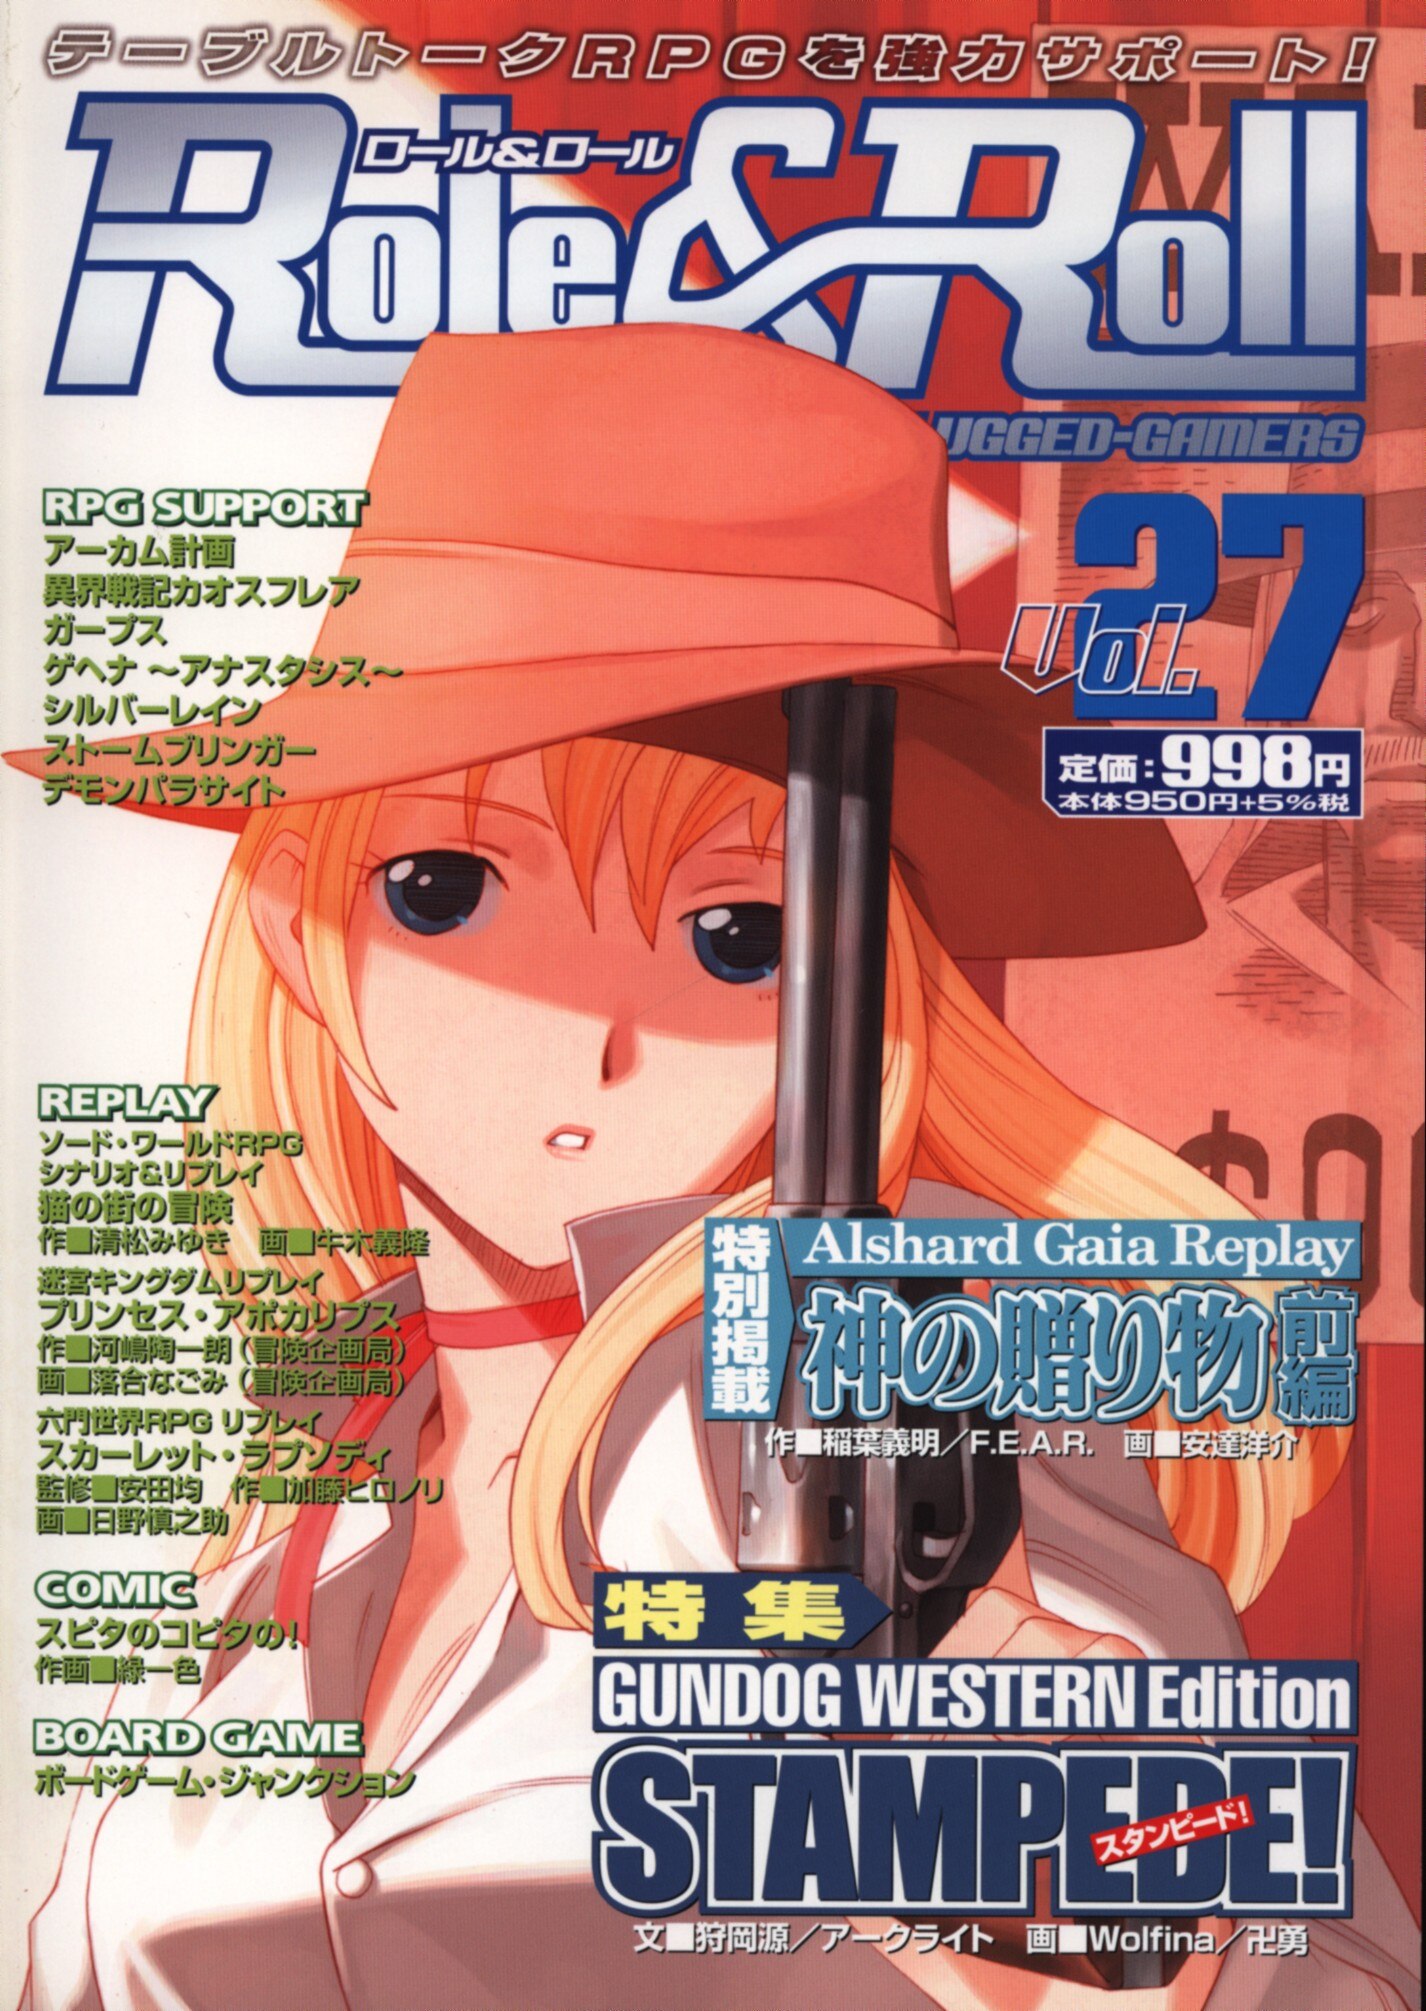 テーブルトークRPGを強力サポート!
ロール&ロール
Role&Roll
UGGED-GAMERS
Vol.27
定価:998円
本体950円+5%税
RPG SUPPORT
アーカム計画
異界戦記カオスフレア
ガープス
ゲヘナ ~アナスタシス~
シルバーレイン
ストームブリンガー
デモンパラサイト
REPLAY
ソード・ワールドRPG
シナリオ&リプレイ
猫の街の冒険
作■清松みゆき 画■牛木義隆
迷宮キングダムリプレイ
プリンセス・アポカリプス
作■河嶋陶一朗(冒険企画局)
画■落合なごみ(冒険企画局)
六門世界RPG リプレイ
スカーレット・ラプソディ
監修■安田均 作■加藤ヒロノリ
画■日野慎之助
COMIC
スピタのコピタの!
作画■緑一色
BOARD GAME
ボードゲーム・ジャンクション
特別掲載
Alshard Gaia Replay
神の贈り物 前編
作■稲葉義明/F.E.A.R. 画■安達洋介
特集
GUNDOG WESTERN Edition
STAMPEDE!
スタンピード!
文■狩岡源/アークライト 画■Wolfina/卍勇